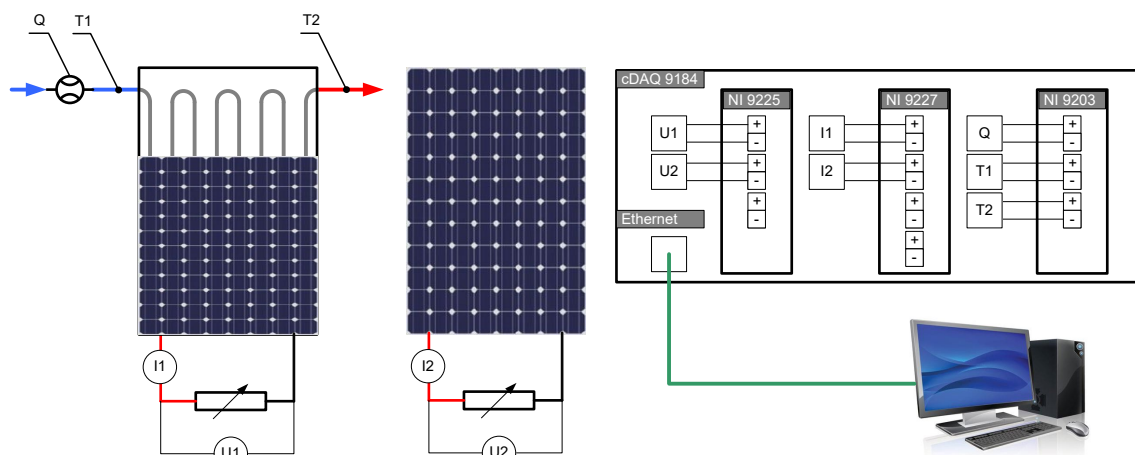 Q
T1
T2
I1
U1
I2
U2
cDAQ 9184
NI 9225
NI 9227
NI 9203
U1
+
-
U2
+
-
+
-
I1
+
-
I2
+
-
+
-
+
-
Q
+
-
T1
+
-
T2
+
-
Ethernet